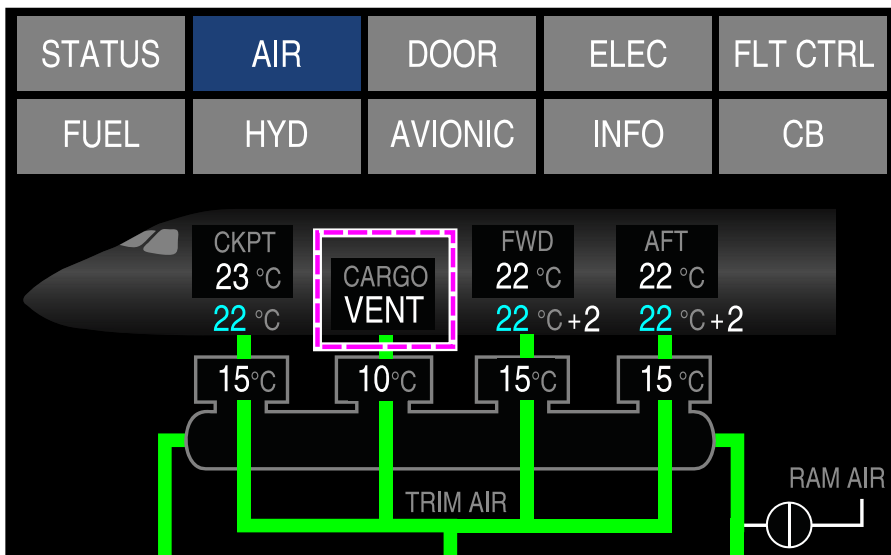 STATUS AIR DOOR ELEC FLT CTRL
FUEL HYD AVIONIC INFO CB
CKPT FWD AFT
23 °C CARGO 22 °C 22 °C
22 °C VENT 22 °C+2 22 °C+2
15°C 10°C 15°C 15 °C
RAM AIR
TRIM AIR